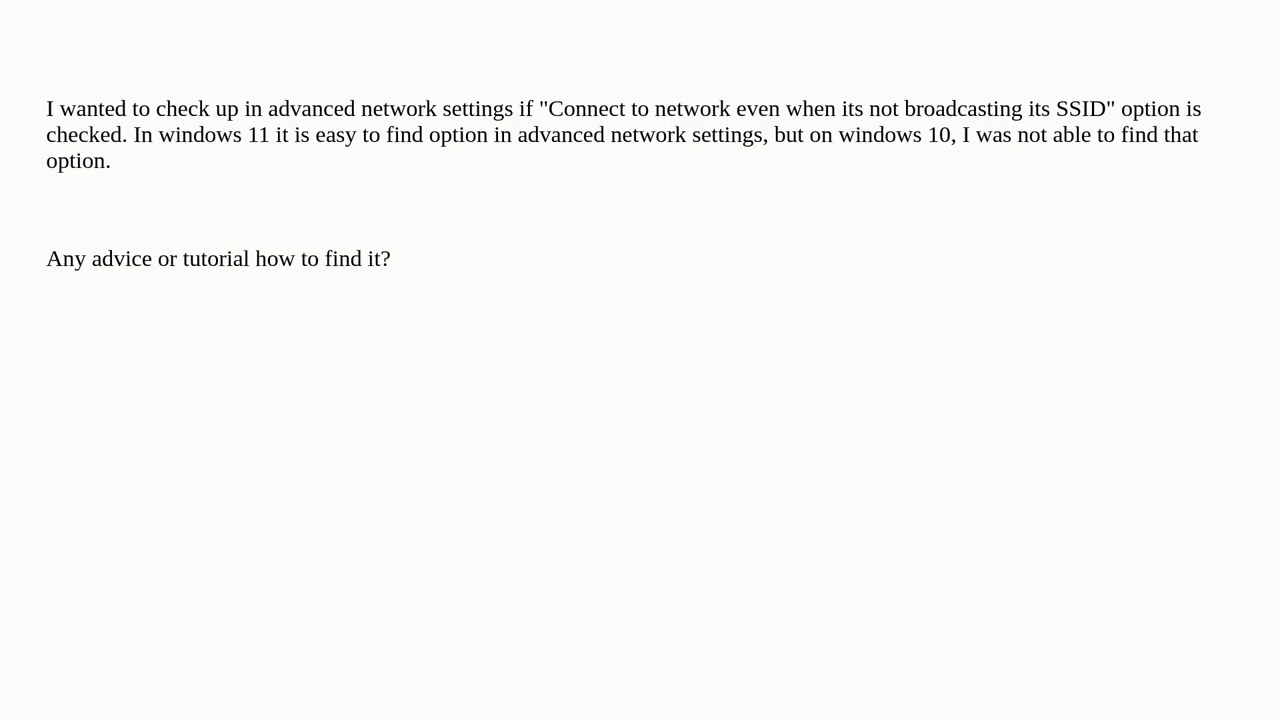 I wanted to check up in advanced network settings if "Connect to network even when its not broadcasting its SSID" option is
checked. In windows 11 it is easy to find option in advanced network settings, but on windows 10, I was not able to find that
option.
Any advice or tutorial how to find it?